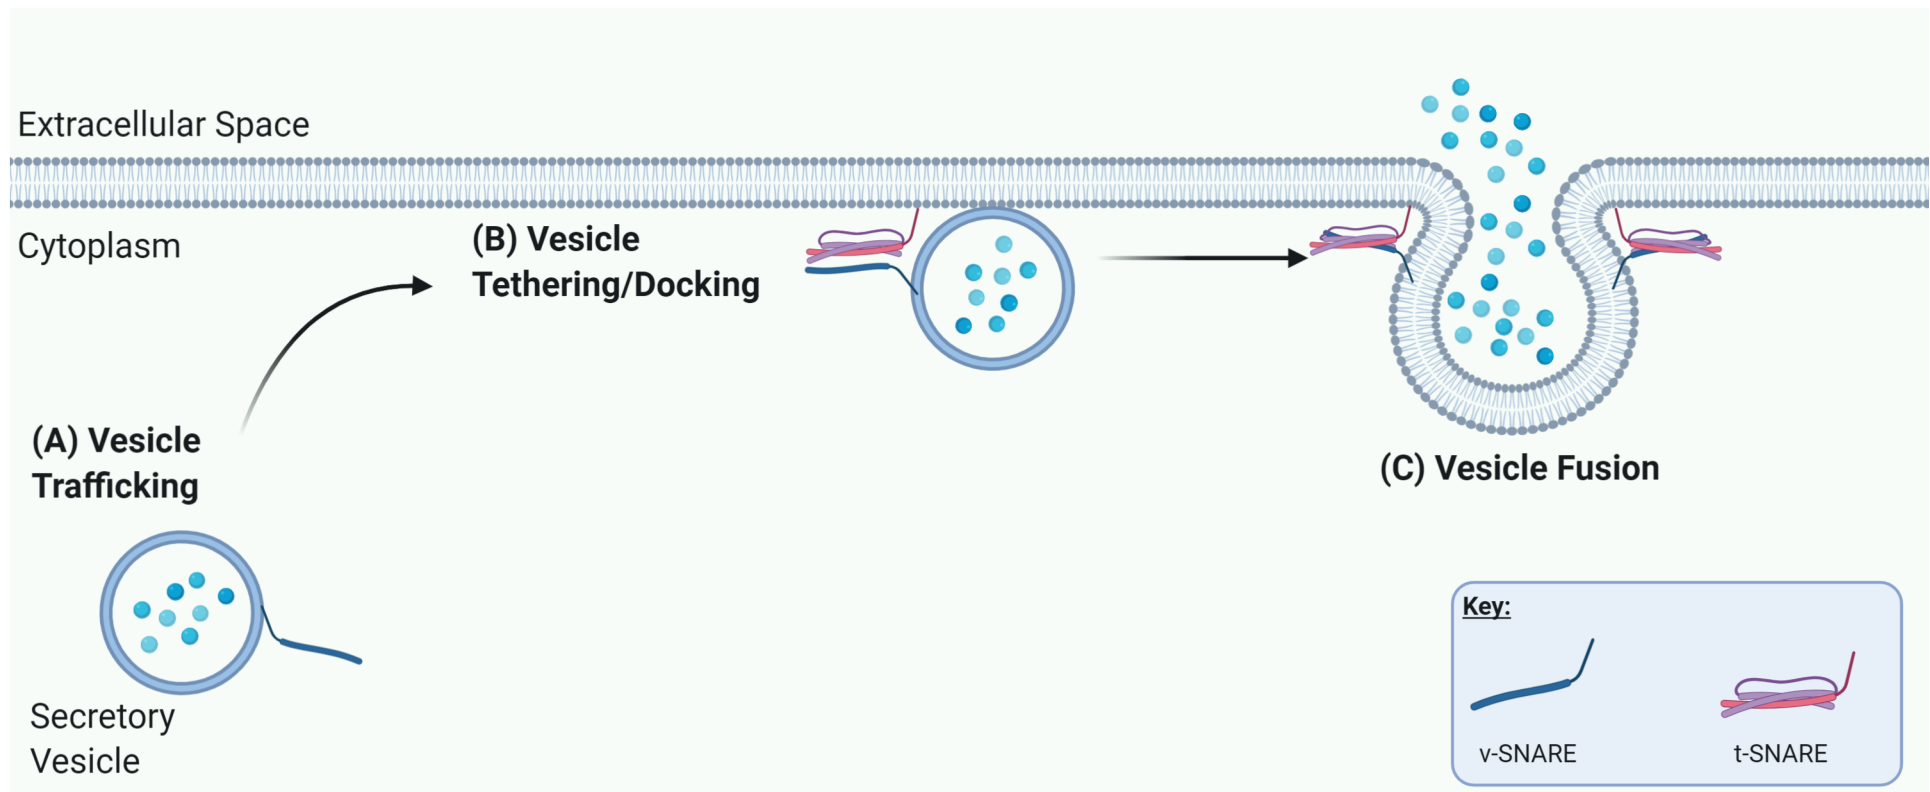 Extracellular Space
Cytoplasm
(A) Vesicle
Trafficking
Secretory
Vesicle
(B) Vesicle
Tethering/Docking
(C) Vesicle Fusion
Key:
v-SNARE
t-SNARE